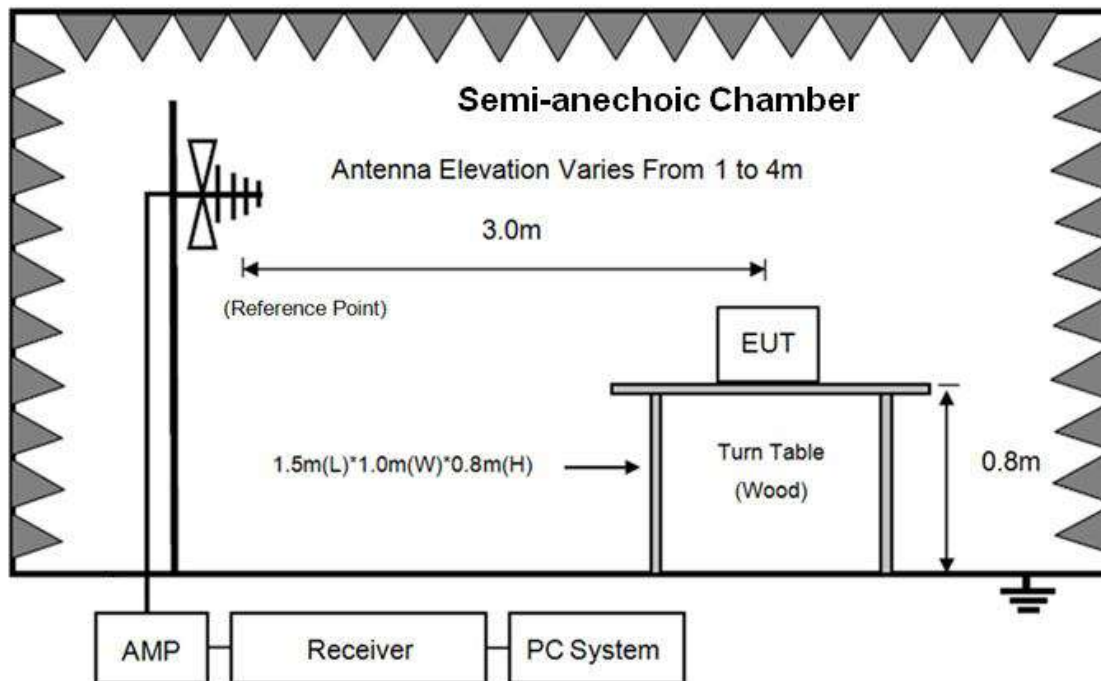 Semi-anechoic Chamber
Antenna Elevation Varies From 1 to 4m
3.0m
(Reference Point)
EUT
1.5m(L)*1.0m(W)*0.8m(H)
Turn Table
(Wood)
0.8m
AMP
Receiver
PC System